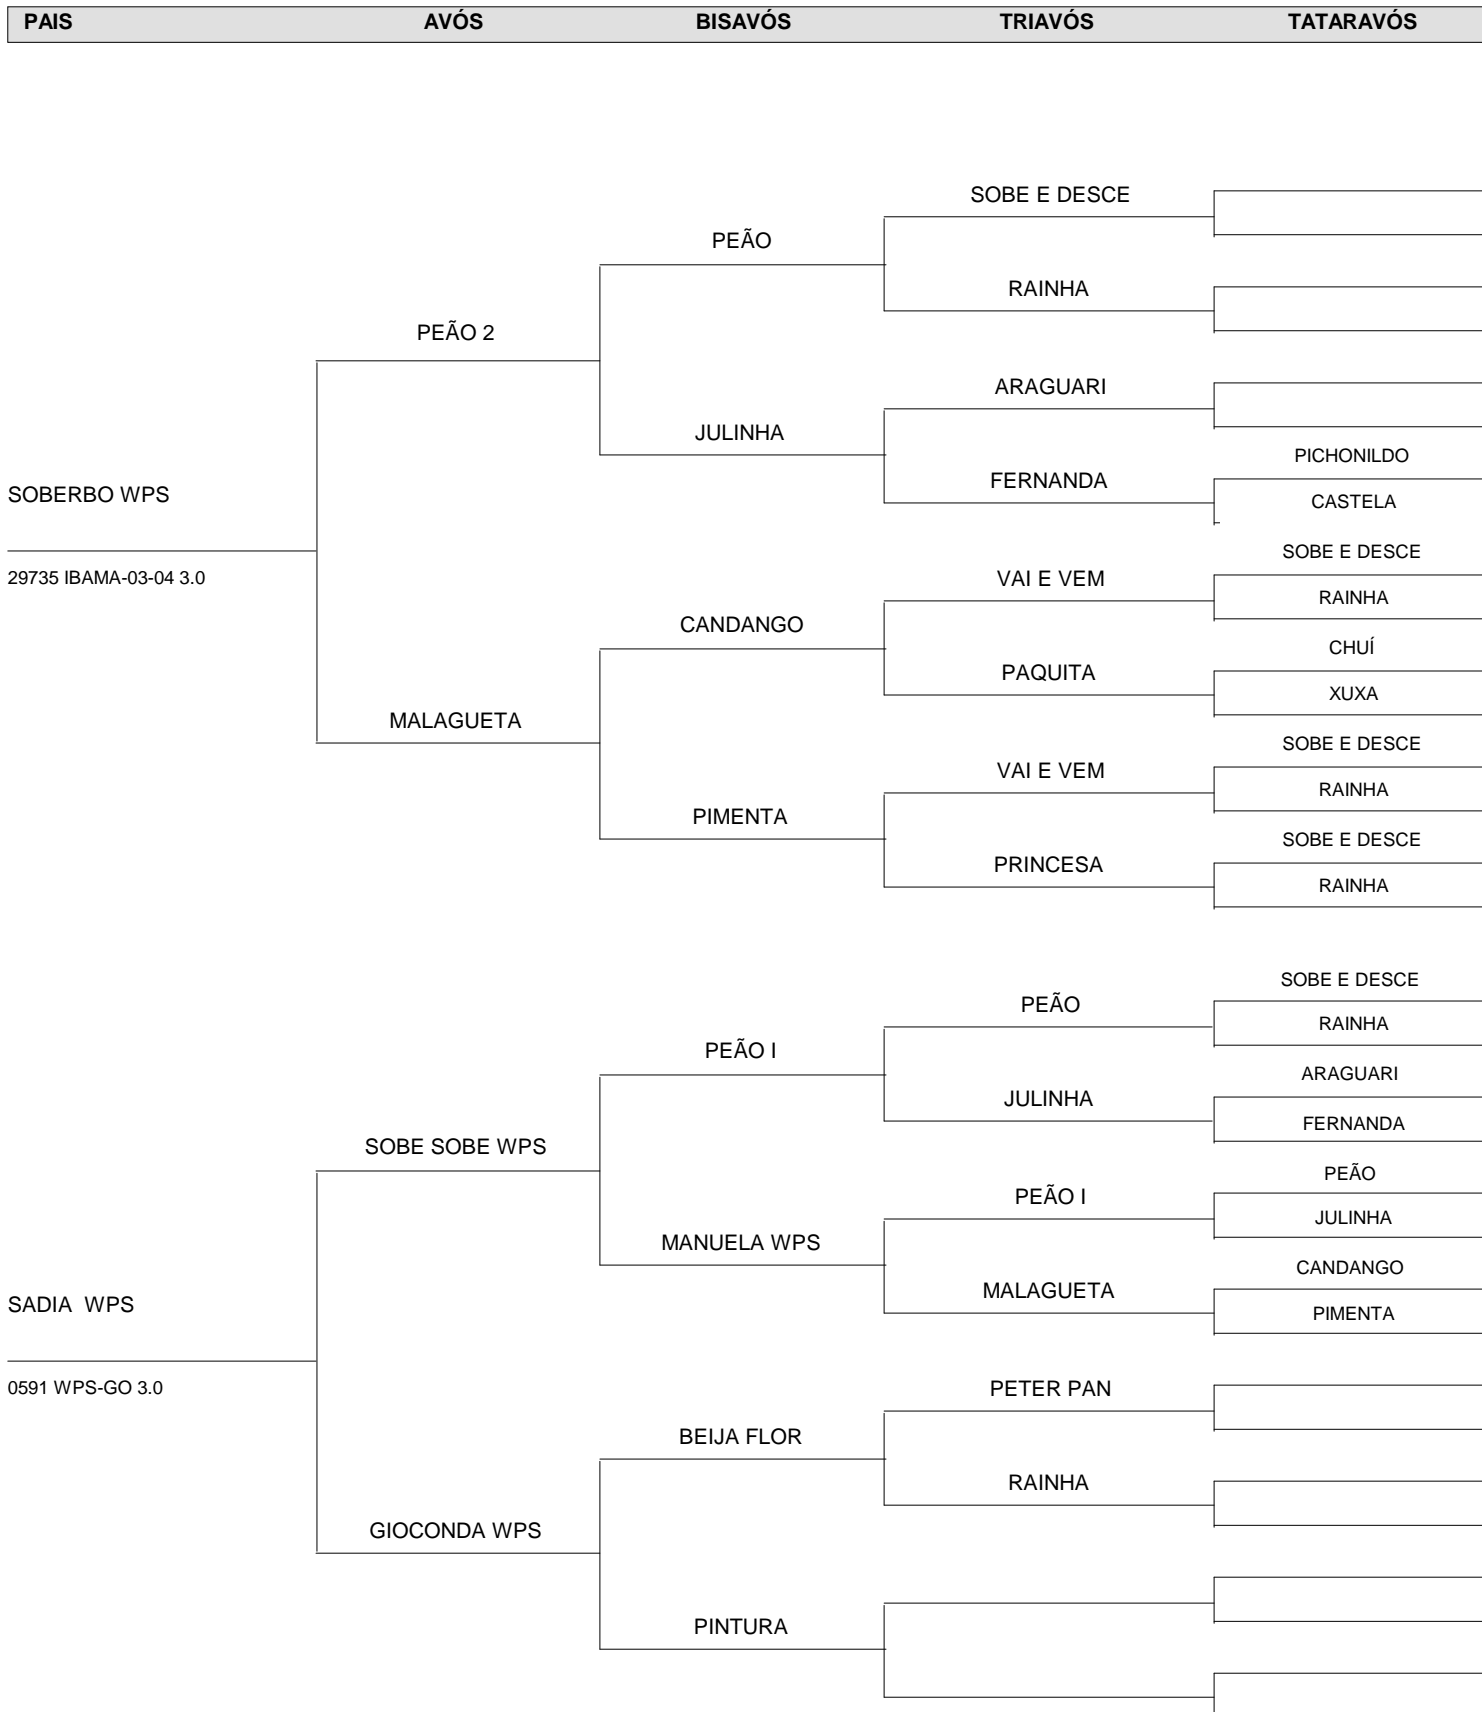 PAIS AVÓS BISAVÓS TRIAVÓS TATARAVÓS
SOBE E DESCE
PEÃO
RAINHA
PEÃO 2
ARAGUARI
JULINHA
PICHONILDO
FERNANDA
SOBERBO WPS
CASTELA
SOBE E DESCE
29735 IBAMA-03-04 3.0
VAI E VEM
RAINHA
CANDANGO
CHUÍ
PAQUITA
XUXA
MALAGUETA
SOBE E DESCE
VAI E VEM
RAINHA
PIMENTA
SOBE E DESCE
PRINCESA
RAINHA
SOBE E DESCE
PEÃO
RAINHA
PEÃO I
ARAGUARI
JULINHA
FERNANDA
SOBE SOBE WPS
PEÃO
PEÃO I
JULINHA
MANUELA WPS
CANDANGO
MALAGUETA
SADIA WPS
PIMENTA
0591 WPS-GO 3.0
PETER PAN
BEIJA FLOR
RAINHA
GIOCONDA WPS
PINTURA